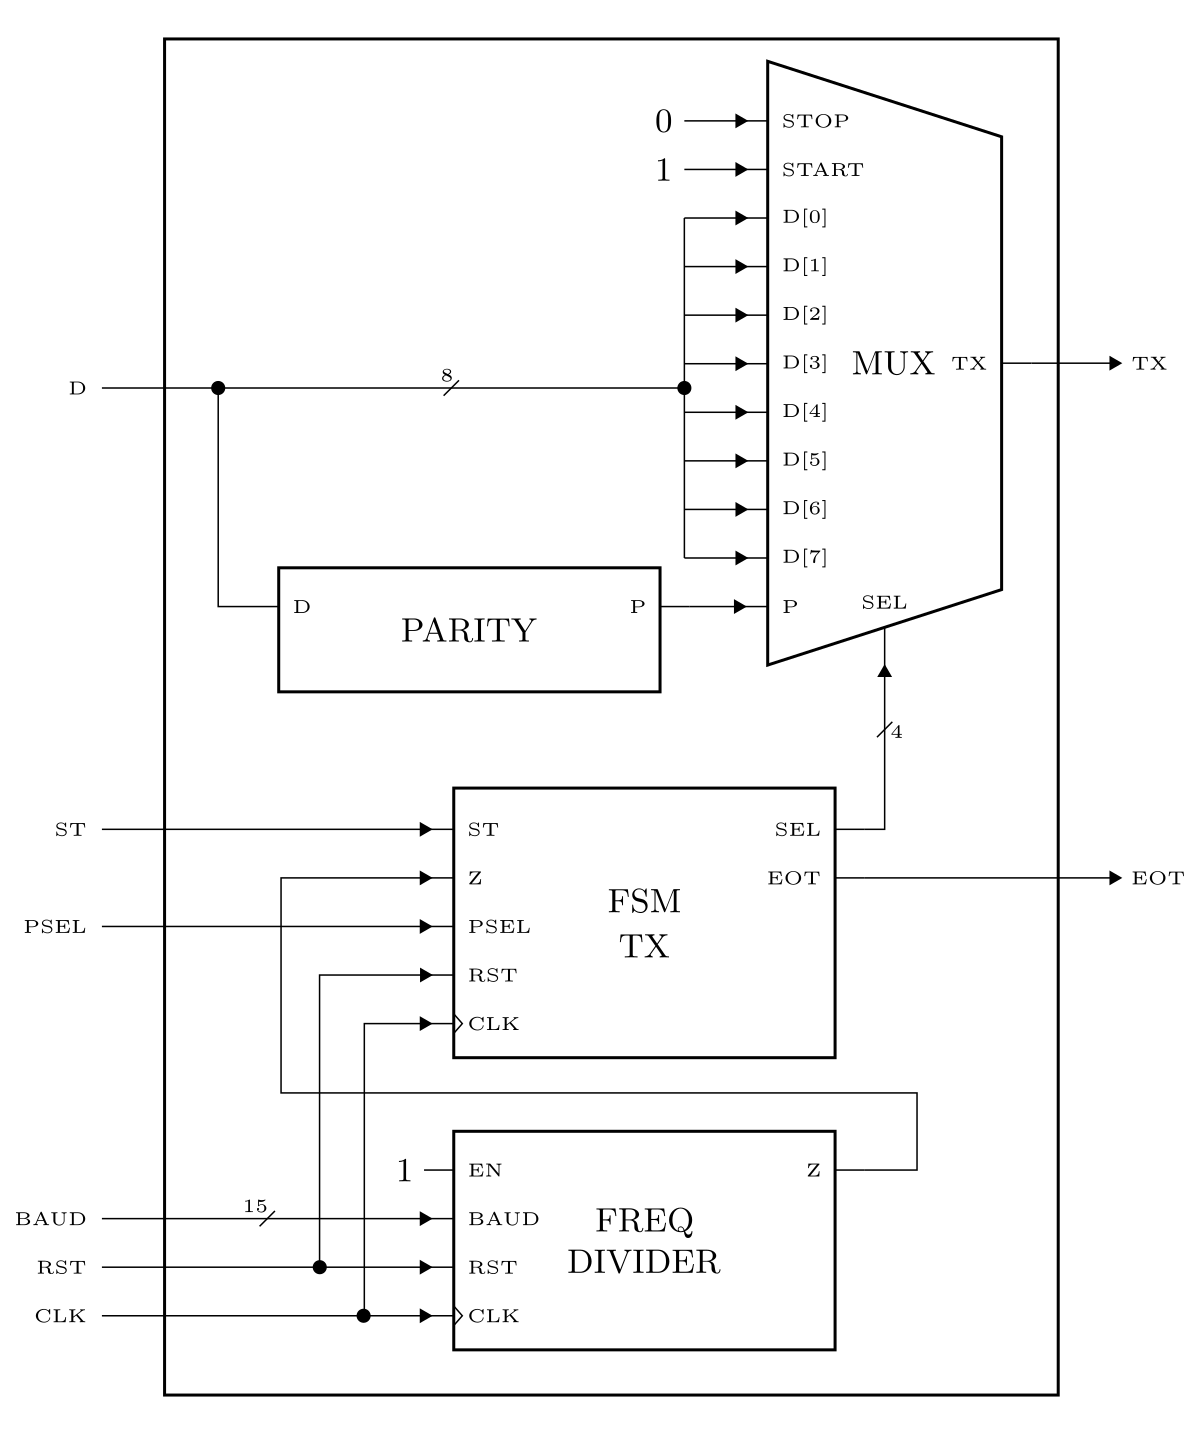 0 STOP
1 START
D[0]
D[1]
D[2]
D[3] MUX TX TX
D 8
D[4]
D[5]
D[6]
D[7]
SEL
D P P
PARITY
4
ST ST SEL
Z EOT EOT
FSM
PSEL PSEL
TX
RST
CLK
1 EN Z
15
BAUD BAUD FREQ
DIVIDER
RST RST
CLK CLK